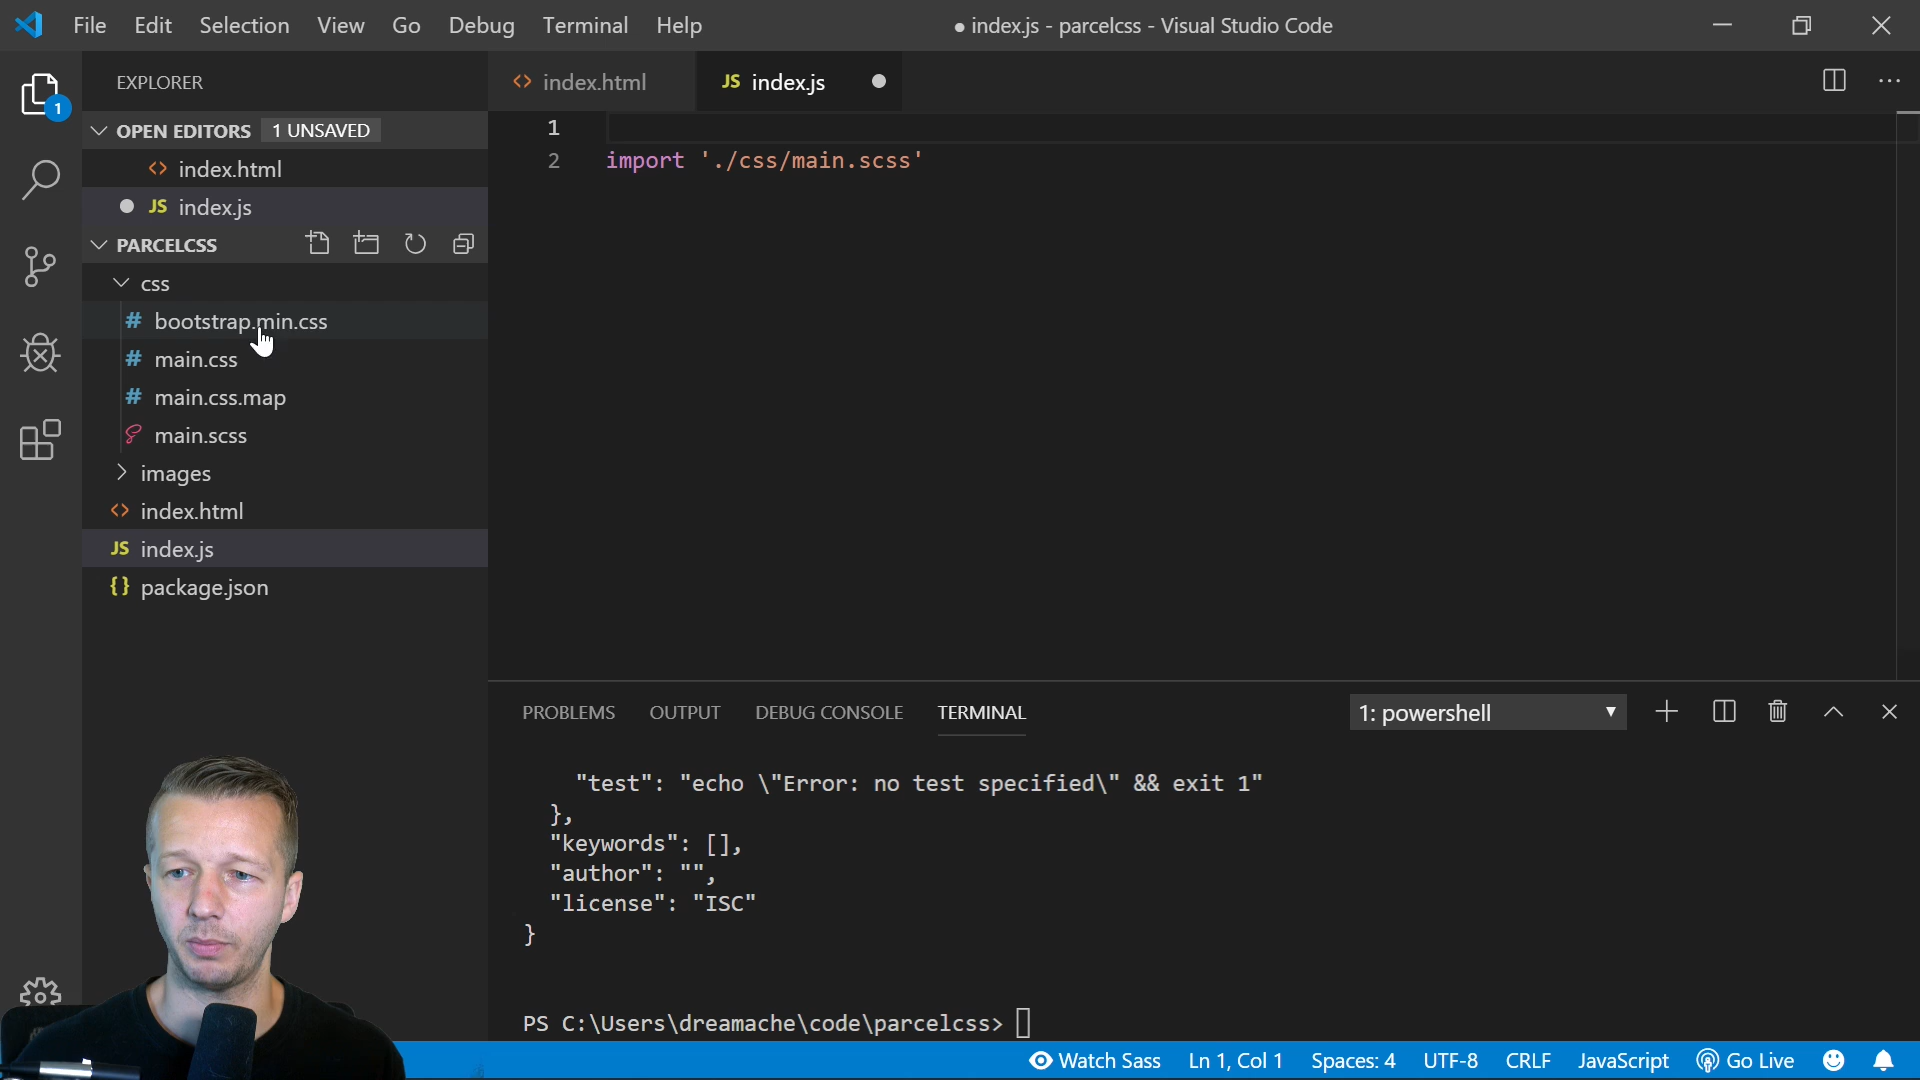 File Edit Selection View Go Debug Terminal Help
● index.js - parcelcss - Visual Studio Code
1
EXPLORER
OPEN EDITORS 1 UNSAVED
<> index.html
● JS index.js
PARCELCSS
css
# bootstrap.min.css
# main.css
# main.css.map
main.scss
images
<> index.html
JS index.js
{} package.json
<> index.html
JS index.js ●
1
2 import './css/main.scss'
PROBLEMS OUTPUT DEBUG CONSOLE TERMINAL
1: powershell
"test": "echo \"Error: no test specified\" && exit 1"
},
"keywords": [],
"author": "",
"license": "ISC"
}
PS C:\Users\dreamache\code\parcelcss>
Watch Sass Ln 1, Col 1 Spaces: 4 UTF-8 CRLF JavaScript Go Live